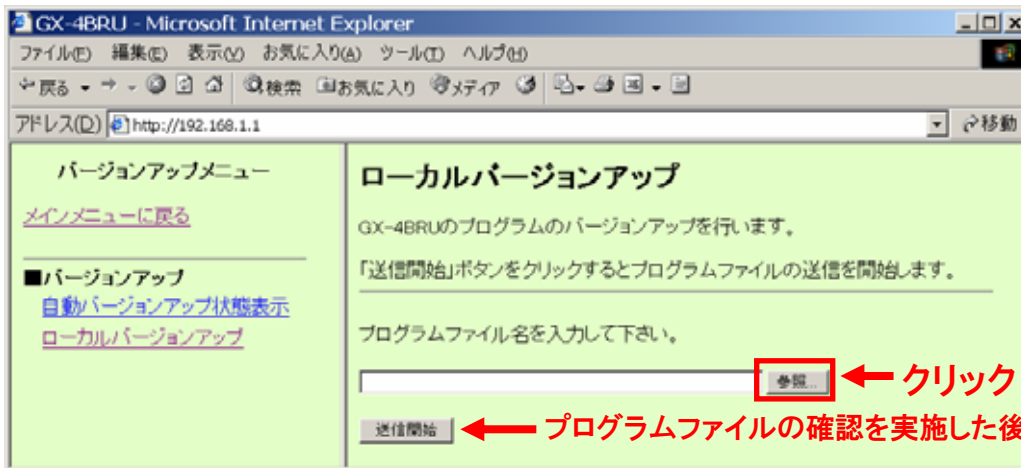 GX-4BRU - Microsoft Internet Explorer
ファイル(F) 編集(E) 表示(V) お気に入り(A) ツール(T) ヘルプ(H)
戻る 検索 お気に入り メディア
アドレス(D) http://192.168.1.1 移動
バージョンアップメニュー
メインメニューに戻る
■バージョンアップ
自動バージョンアップ状態表示
ローカルバージョンアップ
ローカルバージョンアップ
GX-4BRUのプログラムのバージョンアップを行います。
「送信開始」ボタンをクリックするとプログラムファイルの送信を開始します。
プログラムファイル名を入力して下さい。
参照... クリック
送信開始 プログラムファイルの確認を実施した後